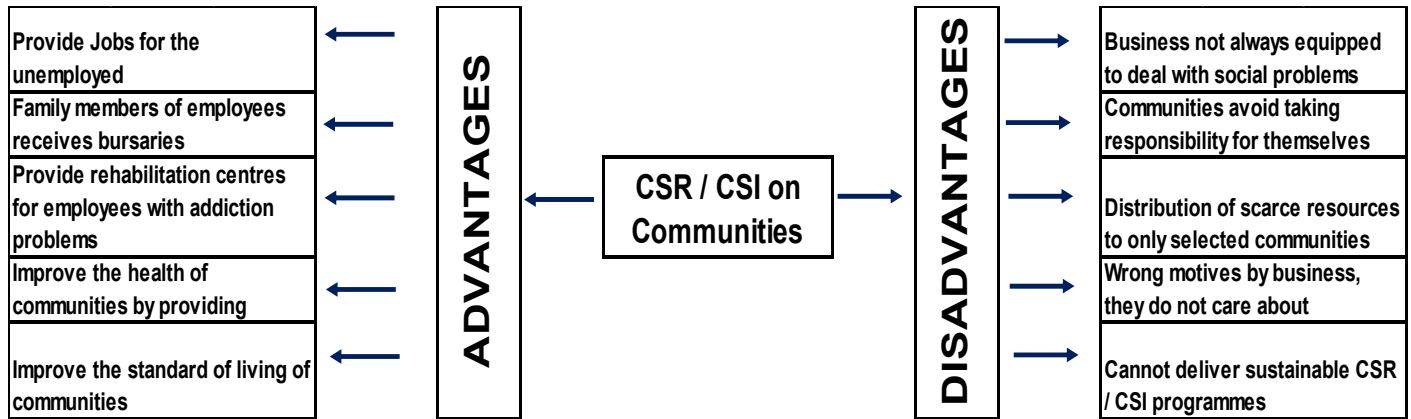 Provide Jobs for the
unemployed
Family members of employees
receives bursaries
Provide rehabilitation centres
for employees with addiction
problems
Improve the health of
communities by providing
Improve the standard of living of
communities
ADVANTAGES
CSR / CSI on
Communities
DISADVANTAGES
Business not always equipped
to deal with social problems
Communities avoid taking
responsibility for themselves
Distribution of scarce resources
to only selected communities
Wrong motives by business,
they do not care about
Cannot deliver sustainable CSR
/ CSI programmes